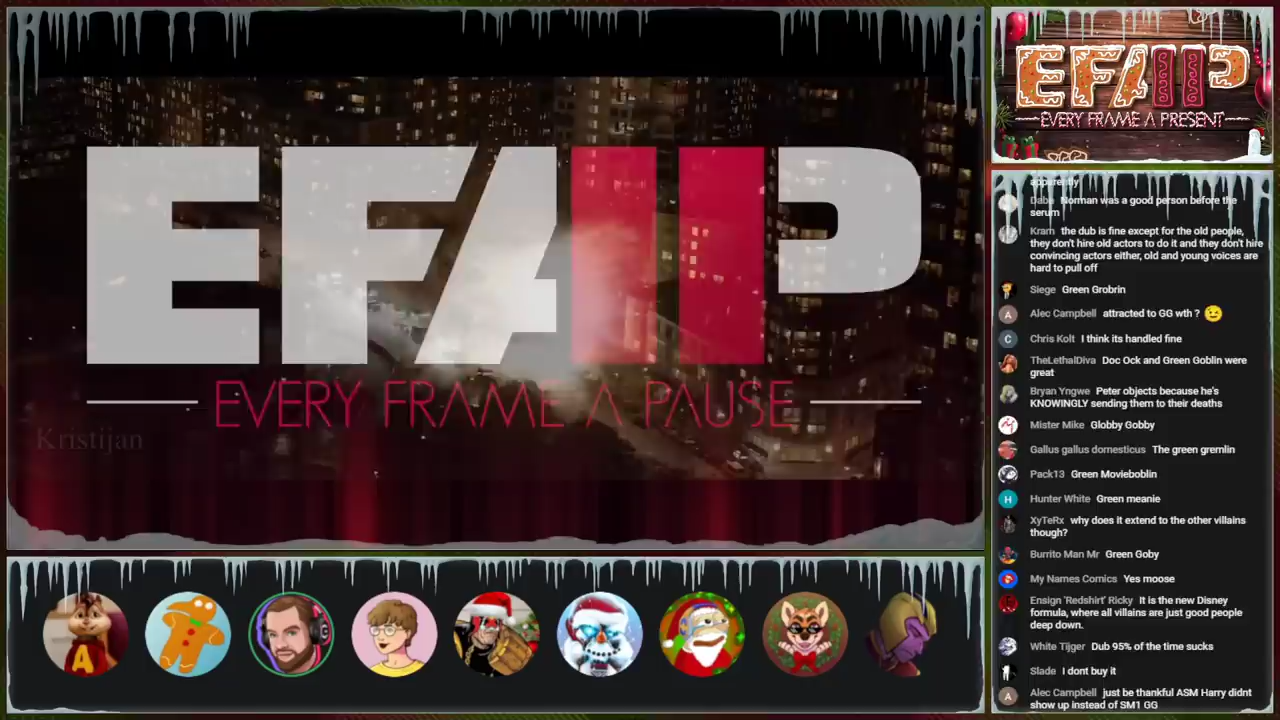 EFAP
EVERY FRAME A PAUSE
Kristijan
EFAP
EVERY FRAME A PRESENT
apparently
Daba Norman was a good person before the
serum
Kram the dub is fine except for the old people,
they don't hire old actors to do it and they don't hire
convincing actors either, old and young voices are
hard to pull off
Siege Green Grobrin
A Alec Campbell attracted to GG wth ?
C Chris Kolt I think its handled fine
TheLethalDiva Doc Ock and Green Goblin were
great
Bryan Yngwe Peter objects because he's
KNOWINGLY sending them to their deaths
Mister Mike Globby Gobby
Gallus gallus domesticus The green gremlin
Pack13 Green Movieboblin
H Hunter White Green meanie
XyTeRx why does it extend to the other villains
though?
Burrito Man Mr Green Goby
My Names Comics Yes moose
Ensign 'Redshirt' Ricky It is the new Disney
formula, where all villains are just good people
deep down.
White Tijger Dub 95% of the time sucks
Slade I dont buy it
A Alec Campbell just be thankful ASM Harry didnt
show up instead of SM1 GG
A